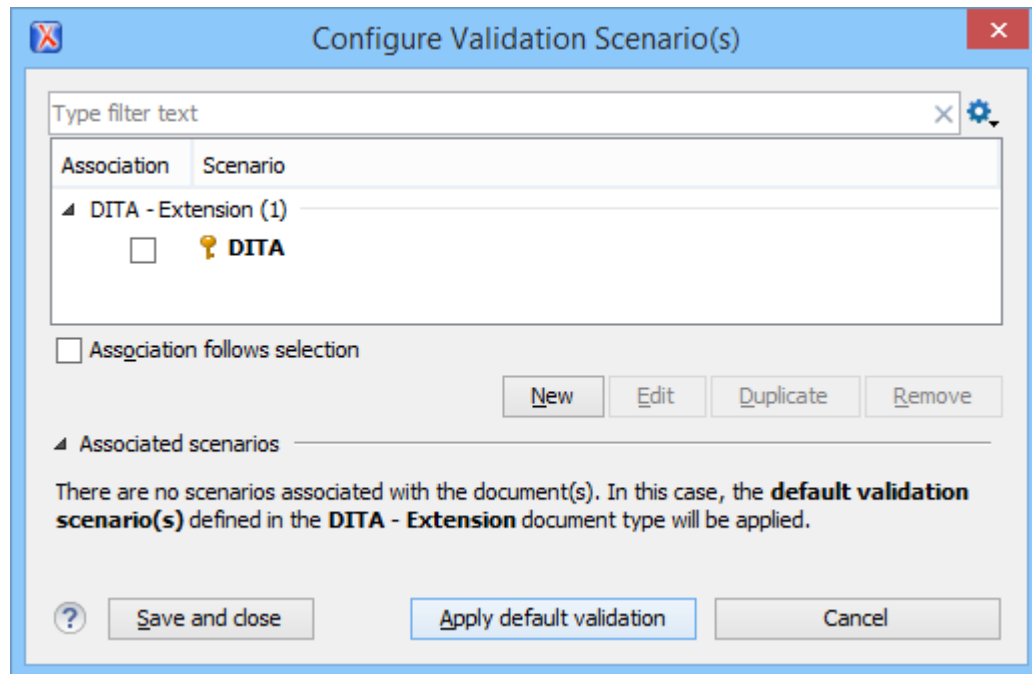 Configure Validation Scenario(s)
Type filter text
Association Scenario
DITA - Extension (1)
DITA
Association follows selection
New Edit Duplicate Remove
Associated scenarios
There are no scenarios associated with the document(s). In this case, the default validation
scenario(s) defined in the DITA - Extension document type will be applied.
? Save and close Apply default validation Cancel